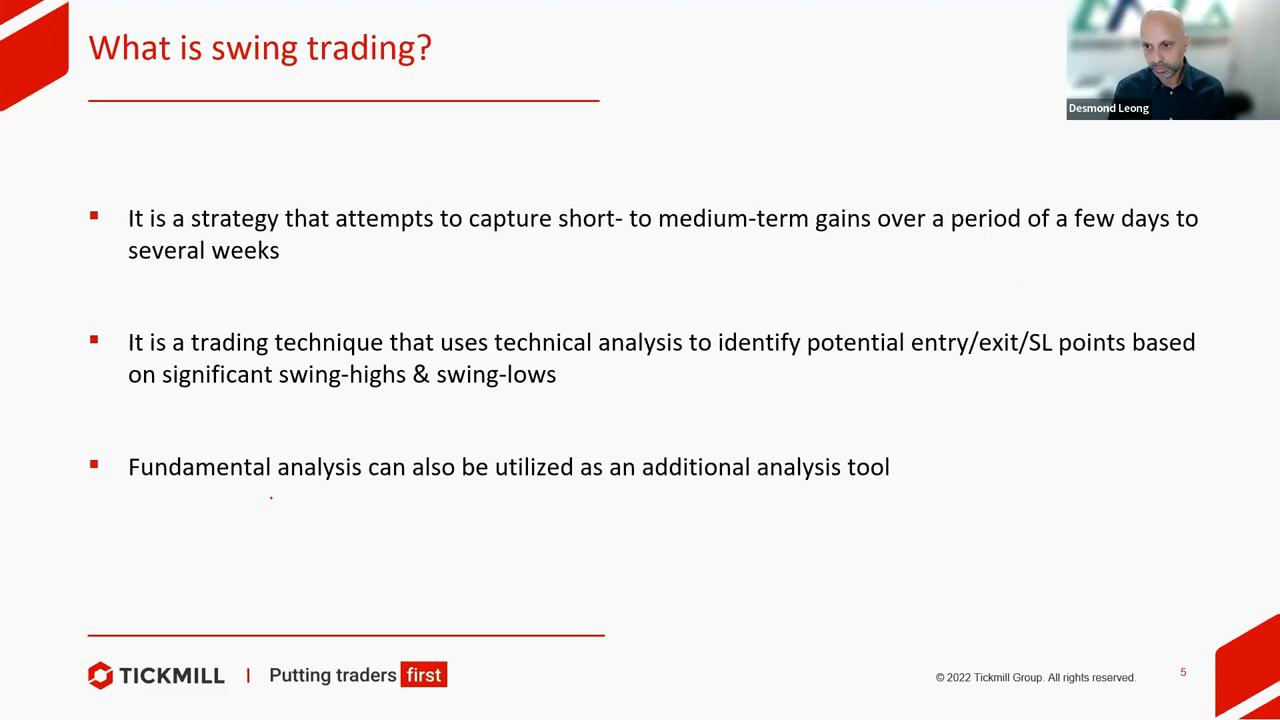 What is swing trading?
Desmond Leong
▪ It is a strategy that attempts to capture short- to medium-term gains over a period of a few days to
several weeks
▪ It is a trading technique that uses technical analysis to identify potential entry/exit/SL points based
on significant swing-highs & swing-lows
▪ Fundamental analysis can also be utilized as an additional analysis tool
TICKMILL | Putting traders first
© 2022 Tickmill Group. All rights reserved.
5